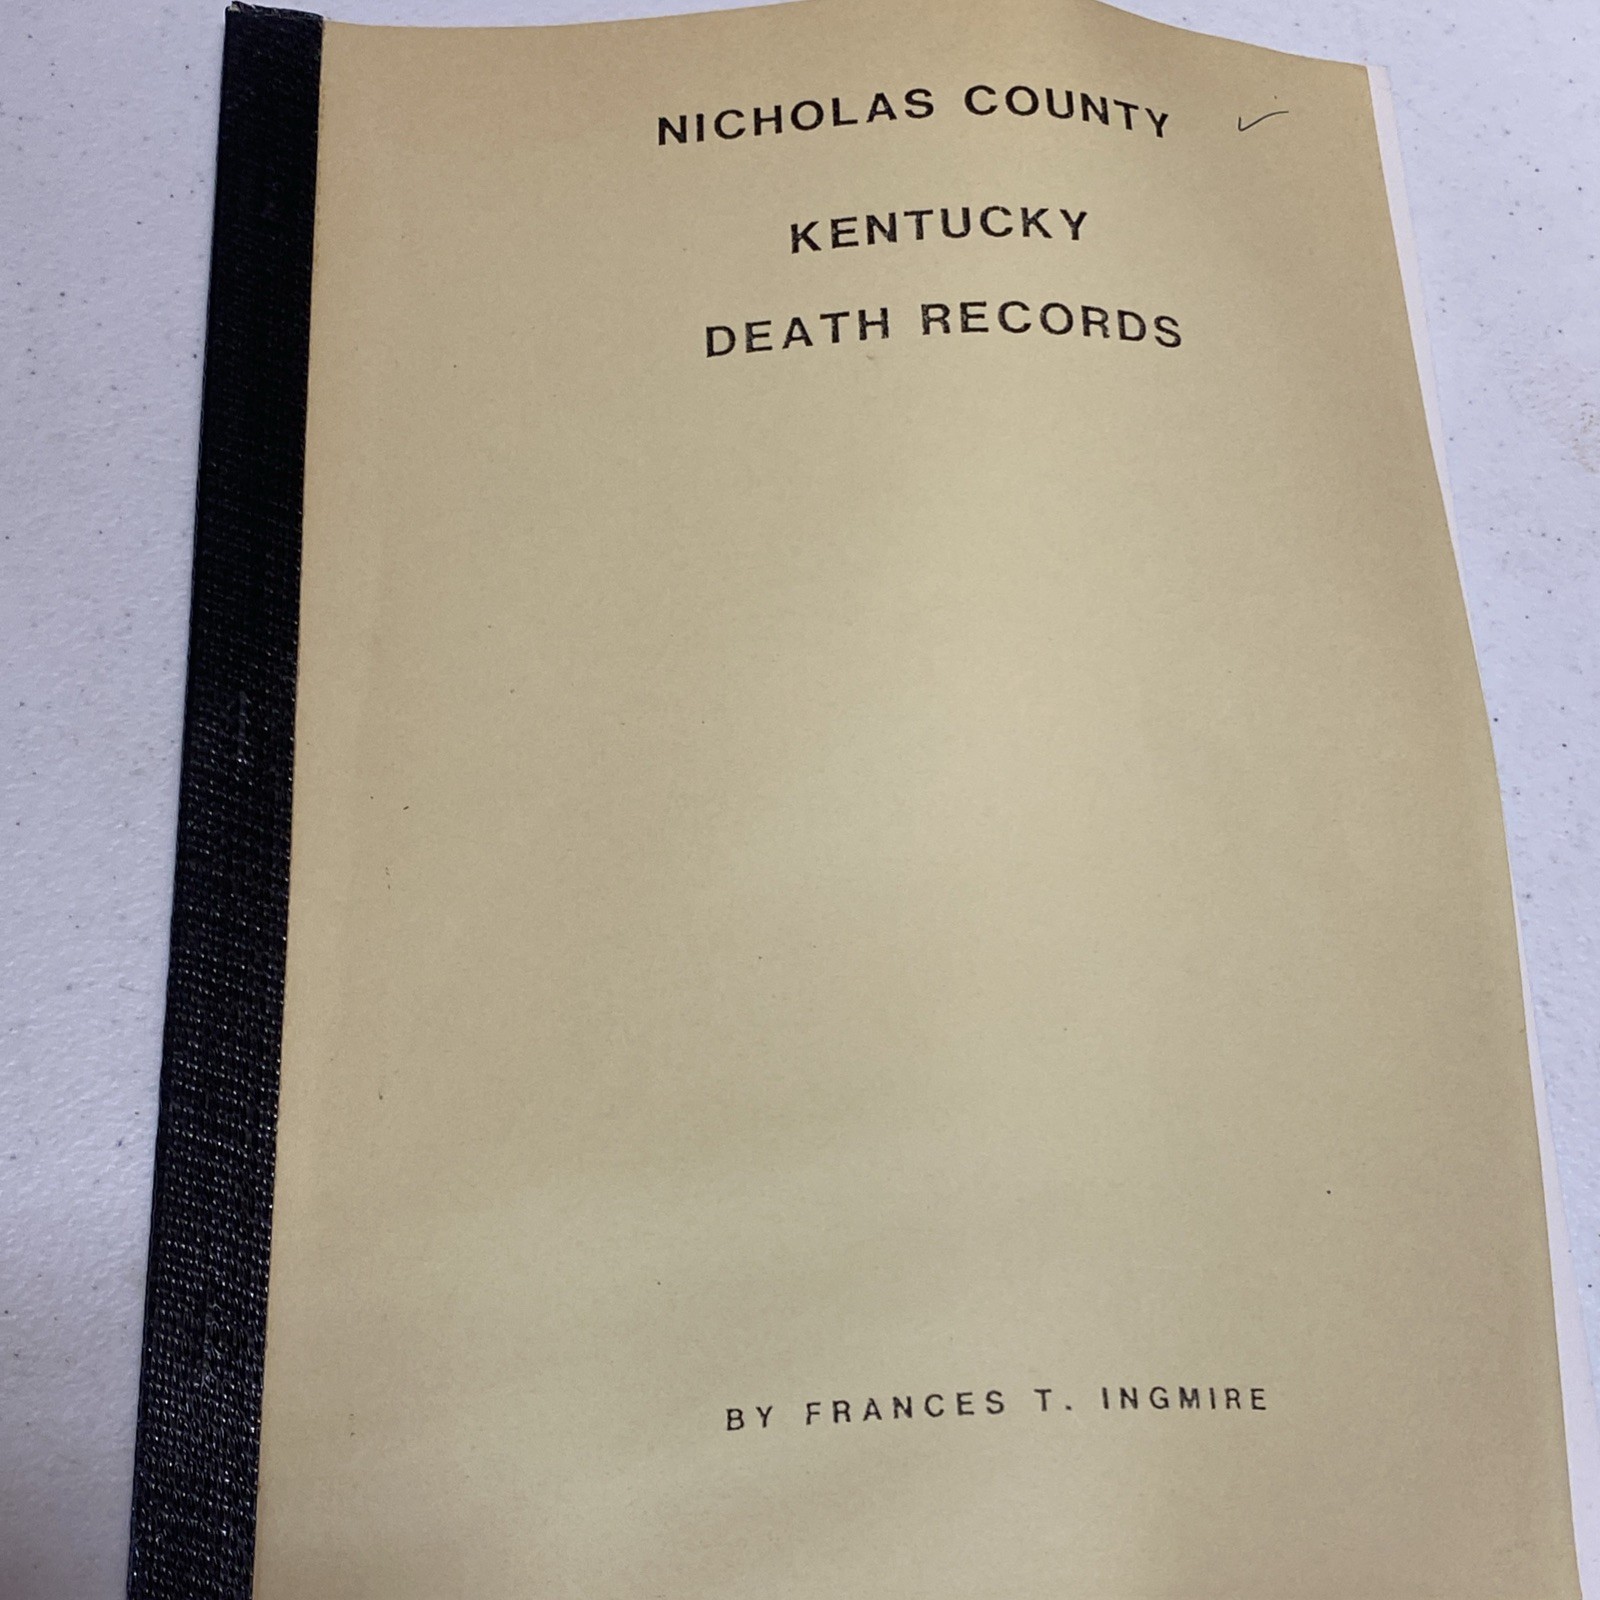 NICHOLAS COUNTY
KENTUCKY
DEATH RECORDS
BY FRANCES T. INGMIRE